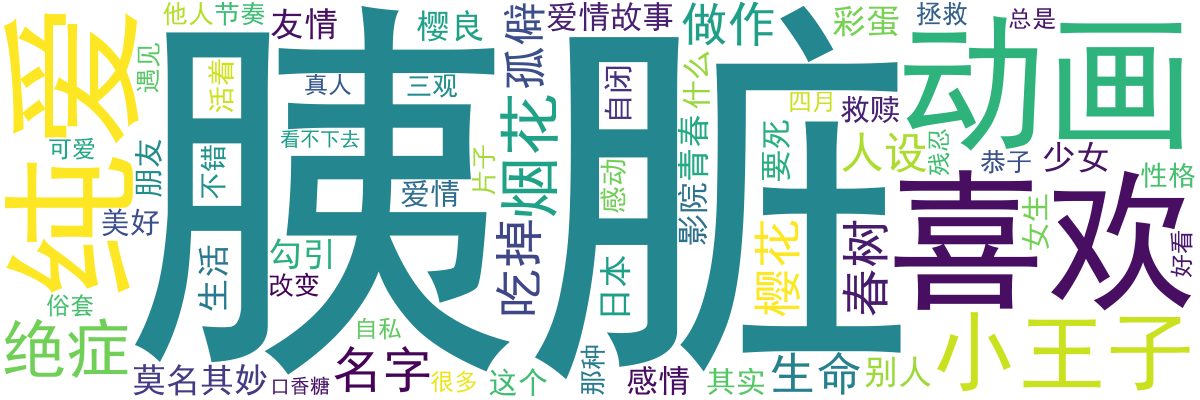 他人 节奏 友情 樱良 孤僻 爱情故事 做作 彩蛋 拯救 总是
纯爱 胰脏 动画
遇见 活着 真人 三观 自闭 什么 四月 救赎
看不下去 烟花 青春 人设 残忍 恭子 少女
可爱 朋友 不错 片子 感动 要死 性格
美好 爱情 影院 喜欢 女生 好看
生活 勾引 吃掉 日本 樱花 春树
改变
俗套 自私 小王子
绝症 莫名其妙 口香糖 名字 很多 这个 那种 感情 其实 生命 别人